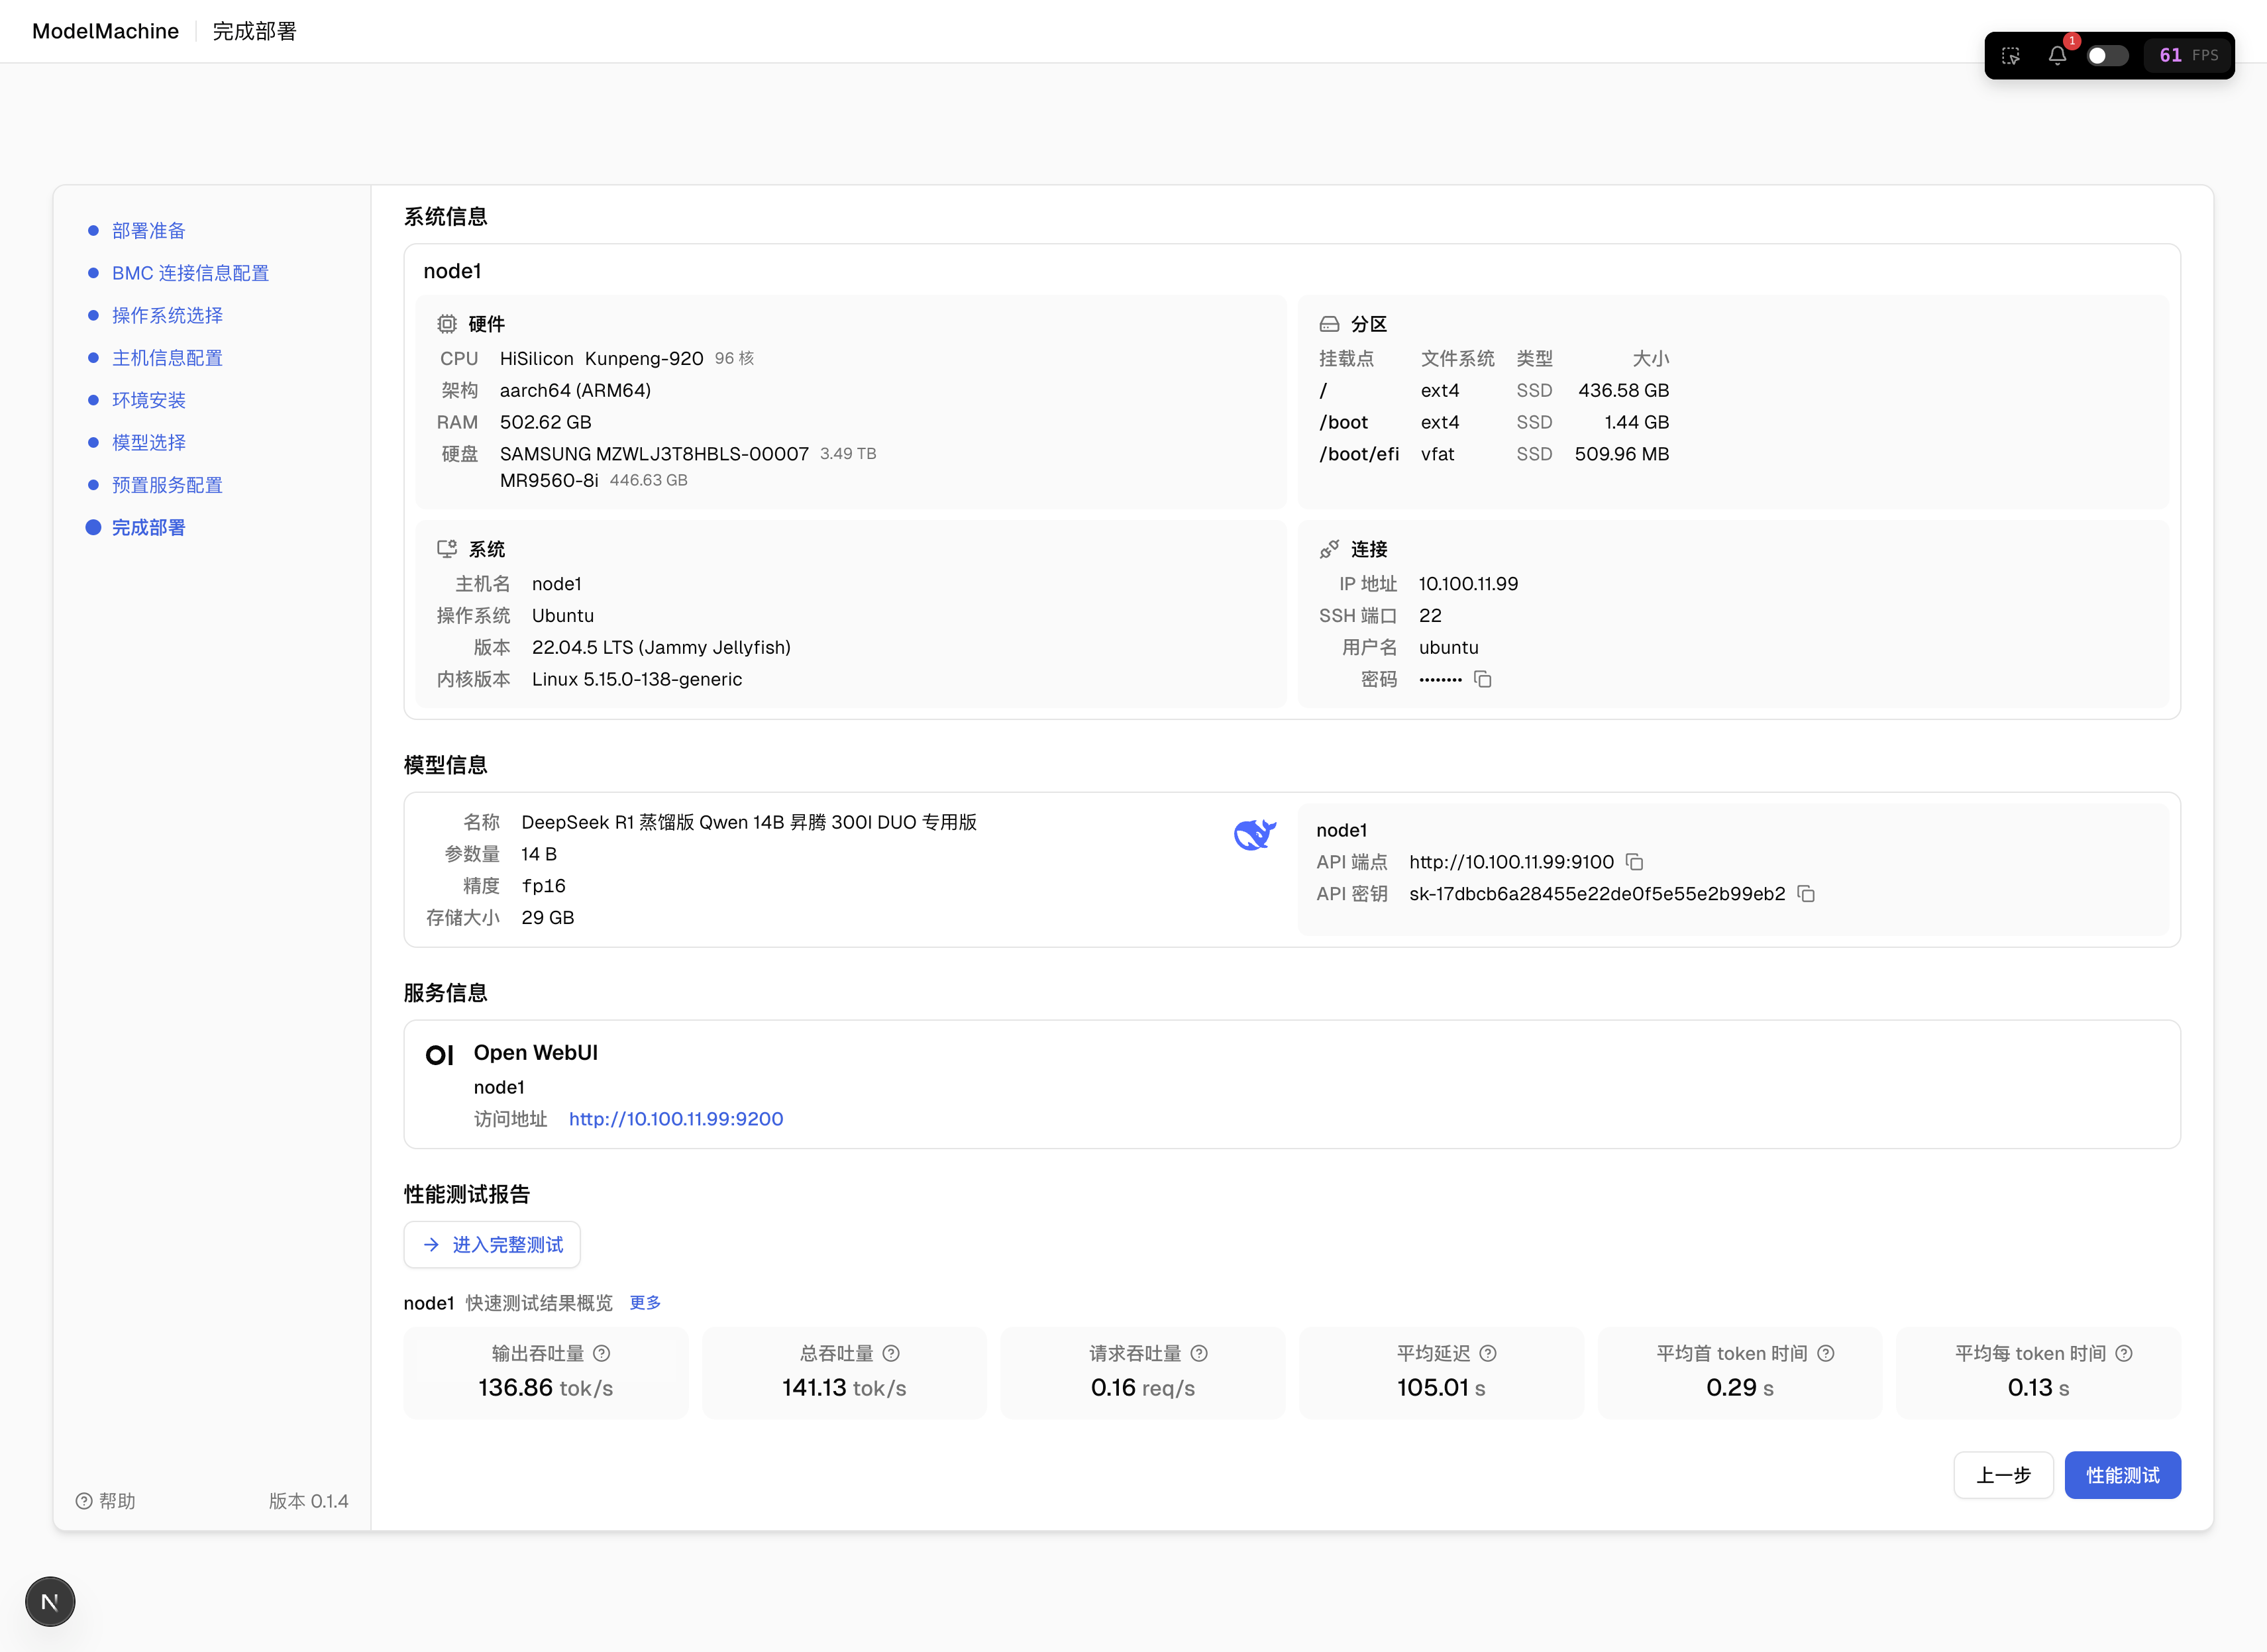 ModelMachine 完成部署
1
61 FPS
部署准备
BMC 连接信息配置
操作系统选择
主机信息配置
环境安装
模型选择
预置服务配置
完成部署
帮助 版本 0.1.4
系统信息
node1
硬件
CPU HiSilicon Kunpeng-920 96 核
架构 aarch64 (ARM64)
RAM 502.62 GB
硬盘 SAMSUNG MZWLJ3T8HBLS-00007 3.49 TB
MR9560-8i 446.63 GB
分区
挂载点 文件系统 类型 大小
/ ext4 SSD 436.58 GB
/boot ext4 SSD 1.44 GB
/boot/efi vfat SSD 509.96 MB
系统
主机名 node1
操作系统 Ubuntu
版本 22.04.5 LTS (Jammy Jellyfish)
内核版本 Linux 5.15.0-138-generic
连接
IP 地址 10.100.11.99
SSH 端口 22
用户名 ubuntu
密码 ••••••••
模型信息
名称 DeepSeek R1 蒸馏版 Qwen 14B 昇腾 300I DUO 专用版
参数量 14 B
精度 fp16
存储大小 29 GB
node1
API 端点 http://10.100.11.99:9100
API 密钥 sk-17dbcb6a28455e22de0f5e55e2b99eb2
服务信息
OI Open WebUI
node1
访问地址 http://10.100.11.99:9200
性能测试报告
进入完整测试
node1 快速测试结果概览 更多
输出吞吐量
136.86 tok/s
总吞吐量
141.13 tok/s
请求吞吐量
0.16 req/s
平均延迟
105.01 s
平均首 token 时间
0.29 s
平均每 token 时间
0.13 s
上一步 性能测试
N